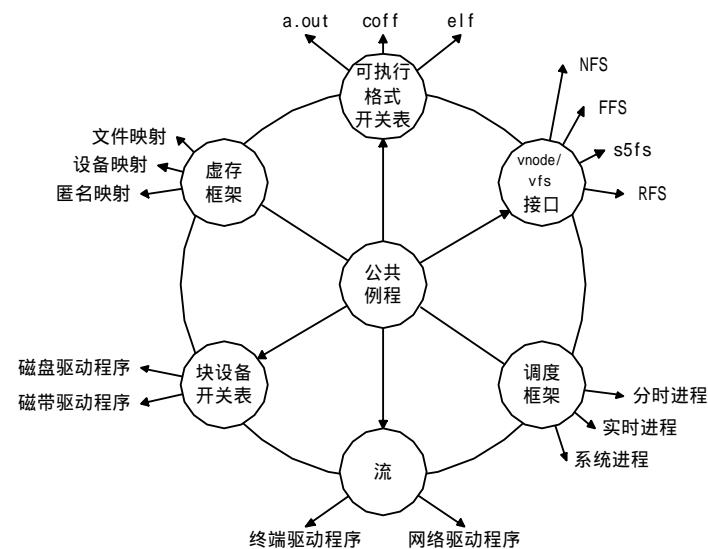 a.out
coff
elf
可执行
格式
开关表
NFS
FFS
s5fs
RFS
vnode/
vfs
接口
文件映射
设备映射
匿名映射
虚存
框架
公共
例程
磁盘驱动程序
磁带驱动程序
块设备
开关表
调度
框架
分时进程
实时进程
系统进程
流
终端驱动程序
网络驱动程序